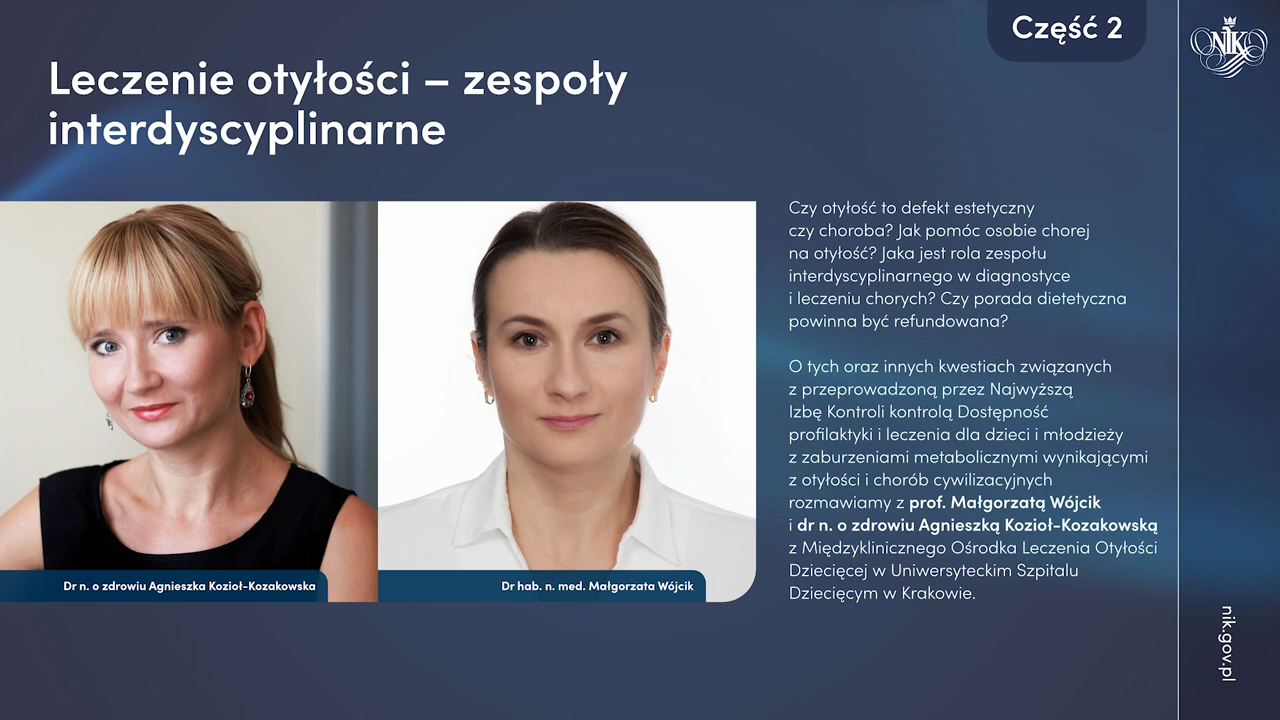 Część 2
NIK
Leczenie otyłości – zespoły
interdyscyplinarne
Czy otyłość to defekt estetyczny
czy choroba? Jak pomóc osobie chorej
na otyłość? Jaka jest rola zespołu
interdyscyplinarnego w diagnostyce
i leczeniu chorych? Czy porada dietetyczna
powinna być refundowana?
O tych oraz innych kwestiach związanych
z przeprowadzoną przez Najwyższą
Izbę Kontroli kontrolą Dostępność
profilaktyki i leczenia dla dzieci i młodzieży
z zaburzeniami metabolicznymi wynikającymi
z otyłości i chorób cywilizacyjnych
rozmawiamy z prof. Małgorzatą Wójcik
i dr n. o zdrowiu Agnieszką Kozioł-Kozakowską
z Międzyklinicznego Ośrodka Leczenia Otyłości
Dziecięcej w Uniwersyteckim Szpitalu
Dziecięcym w Krakowie.
Dr n. o zdrowiu Agnieszka Kozioł-Kozakowska
Dr hab. n. med. Małgorzata Wójcik
nik.gov.pl